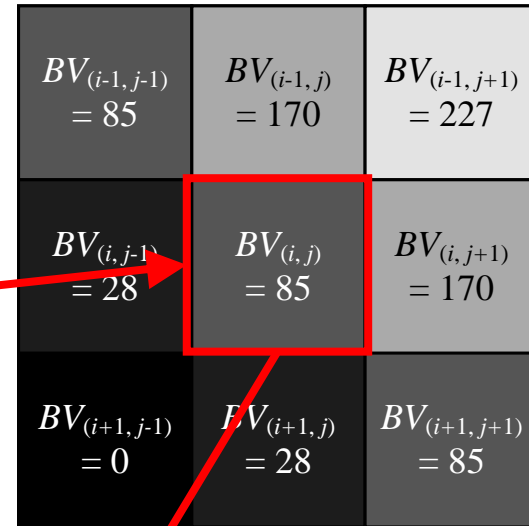 BV(i-1, j-1)
= 85
BV(i-1, j)
= 170
BV(i-1, j+1)
= 227
BV(i, j-1)
= 28
BV(i, j)
= 85
BV(i, j+1)
= 170
BV(i+1, j-1)
= 0
BV(i+1, j)
= 28
BV(i+1, j+1)
= 85